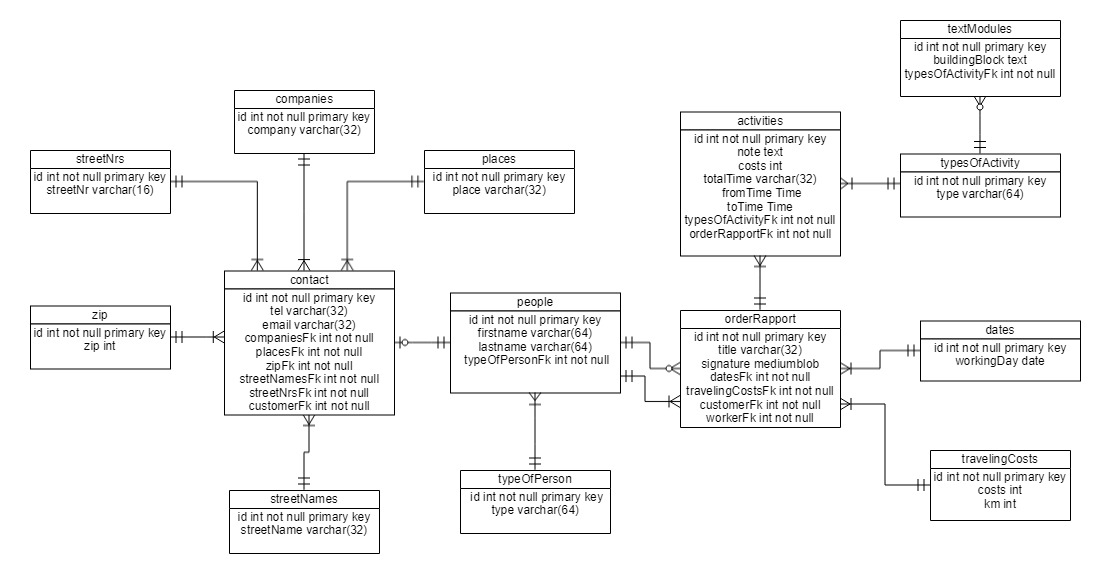 textModules
id int not null primary key
buildingBlock text
typesOfActivityFk int not null
companies
id int not null primary key
company varchar(32)
activities
id int not null primary key
note text
costs int
totalTime varchar(32)
fromTime Time
toTime Time
typesOfActivityFk int not null
orderRapportFk int not null
streetNrs
id int not null primary key
streetNr varchar(16)
places
id int not null primary key
place varchar(32)
typesOfActivity
id int not null primary key
type varchar(64)
contact
id int not null primary key
tel varchar(32)
email varchar(32)
companiesFk int not null
placesFk int not null
zipFk int not null
streetNamesFk int not null
streetNrsFk int not null
customerFk int not null
zip
id int not null primary key
zip int
people
id int not null primary key
firstname varchar(64)
lastname varchar(64)
typeOfPersonFk int not null
orderRapport
id int not null primary key
title varchar(32)
signature mediumblob
datesFk int not null
travelingCostsFk int not null
customerFk int not null
workerFk int not null
dates
id int not null primary key
workingDay date
travelingCosts
id int not null primary key
costs int
km int
typeOfPerson
id int not null primary key
type varchar(64)
streetNames
id int not null primary key
streetName varchar(32)